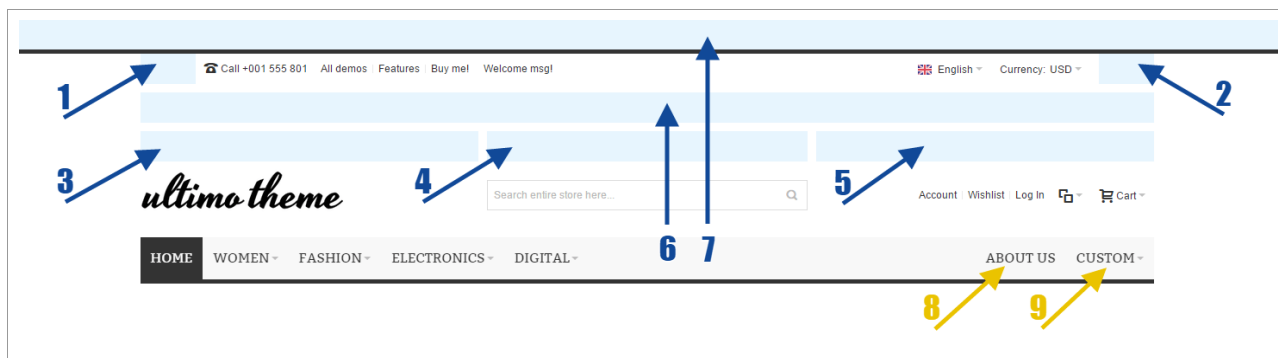 Call +001 555 801 All demos Features Buy me! Welcome msg! English Currency: USD
1 2
3 4 5
ultimo theme Search entire store here... Account Wishlist Log In Cart
6 7
HOME WOMEN FASHION ELECTRONICS DIGITAL ABOUT US CUSTOM
8 9